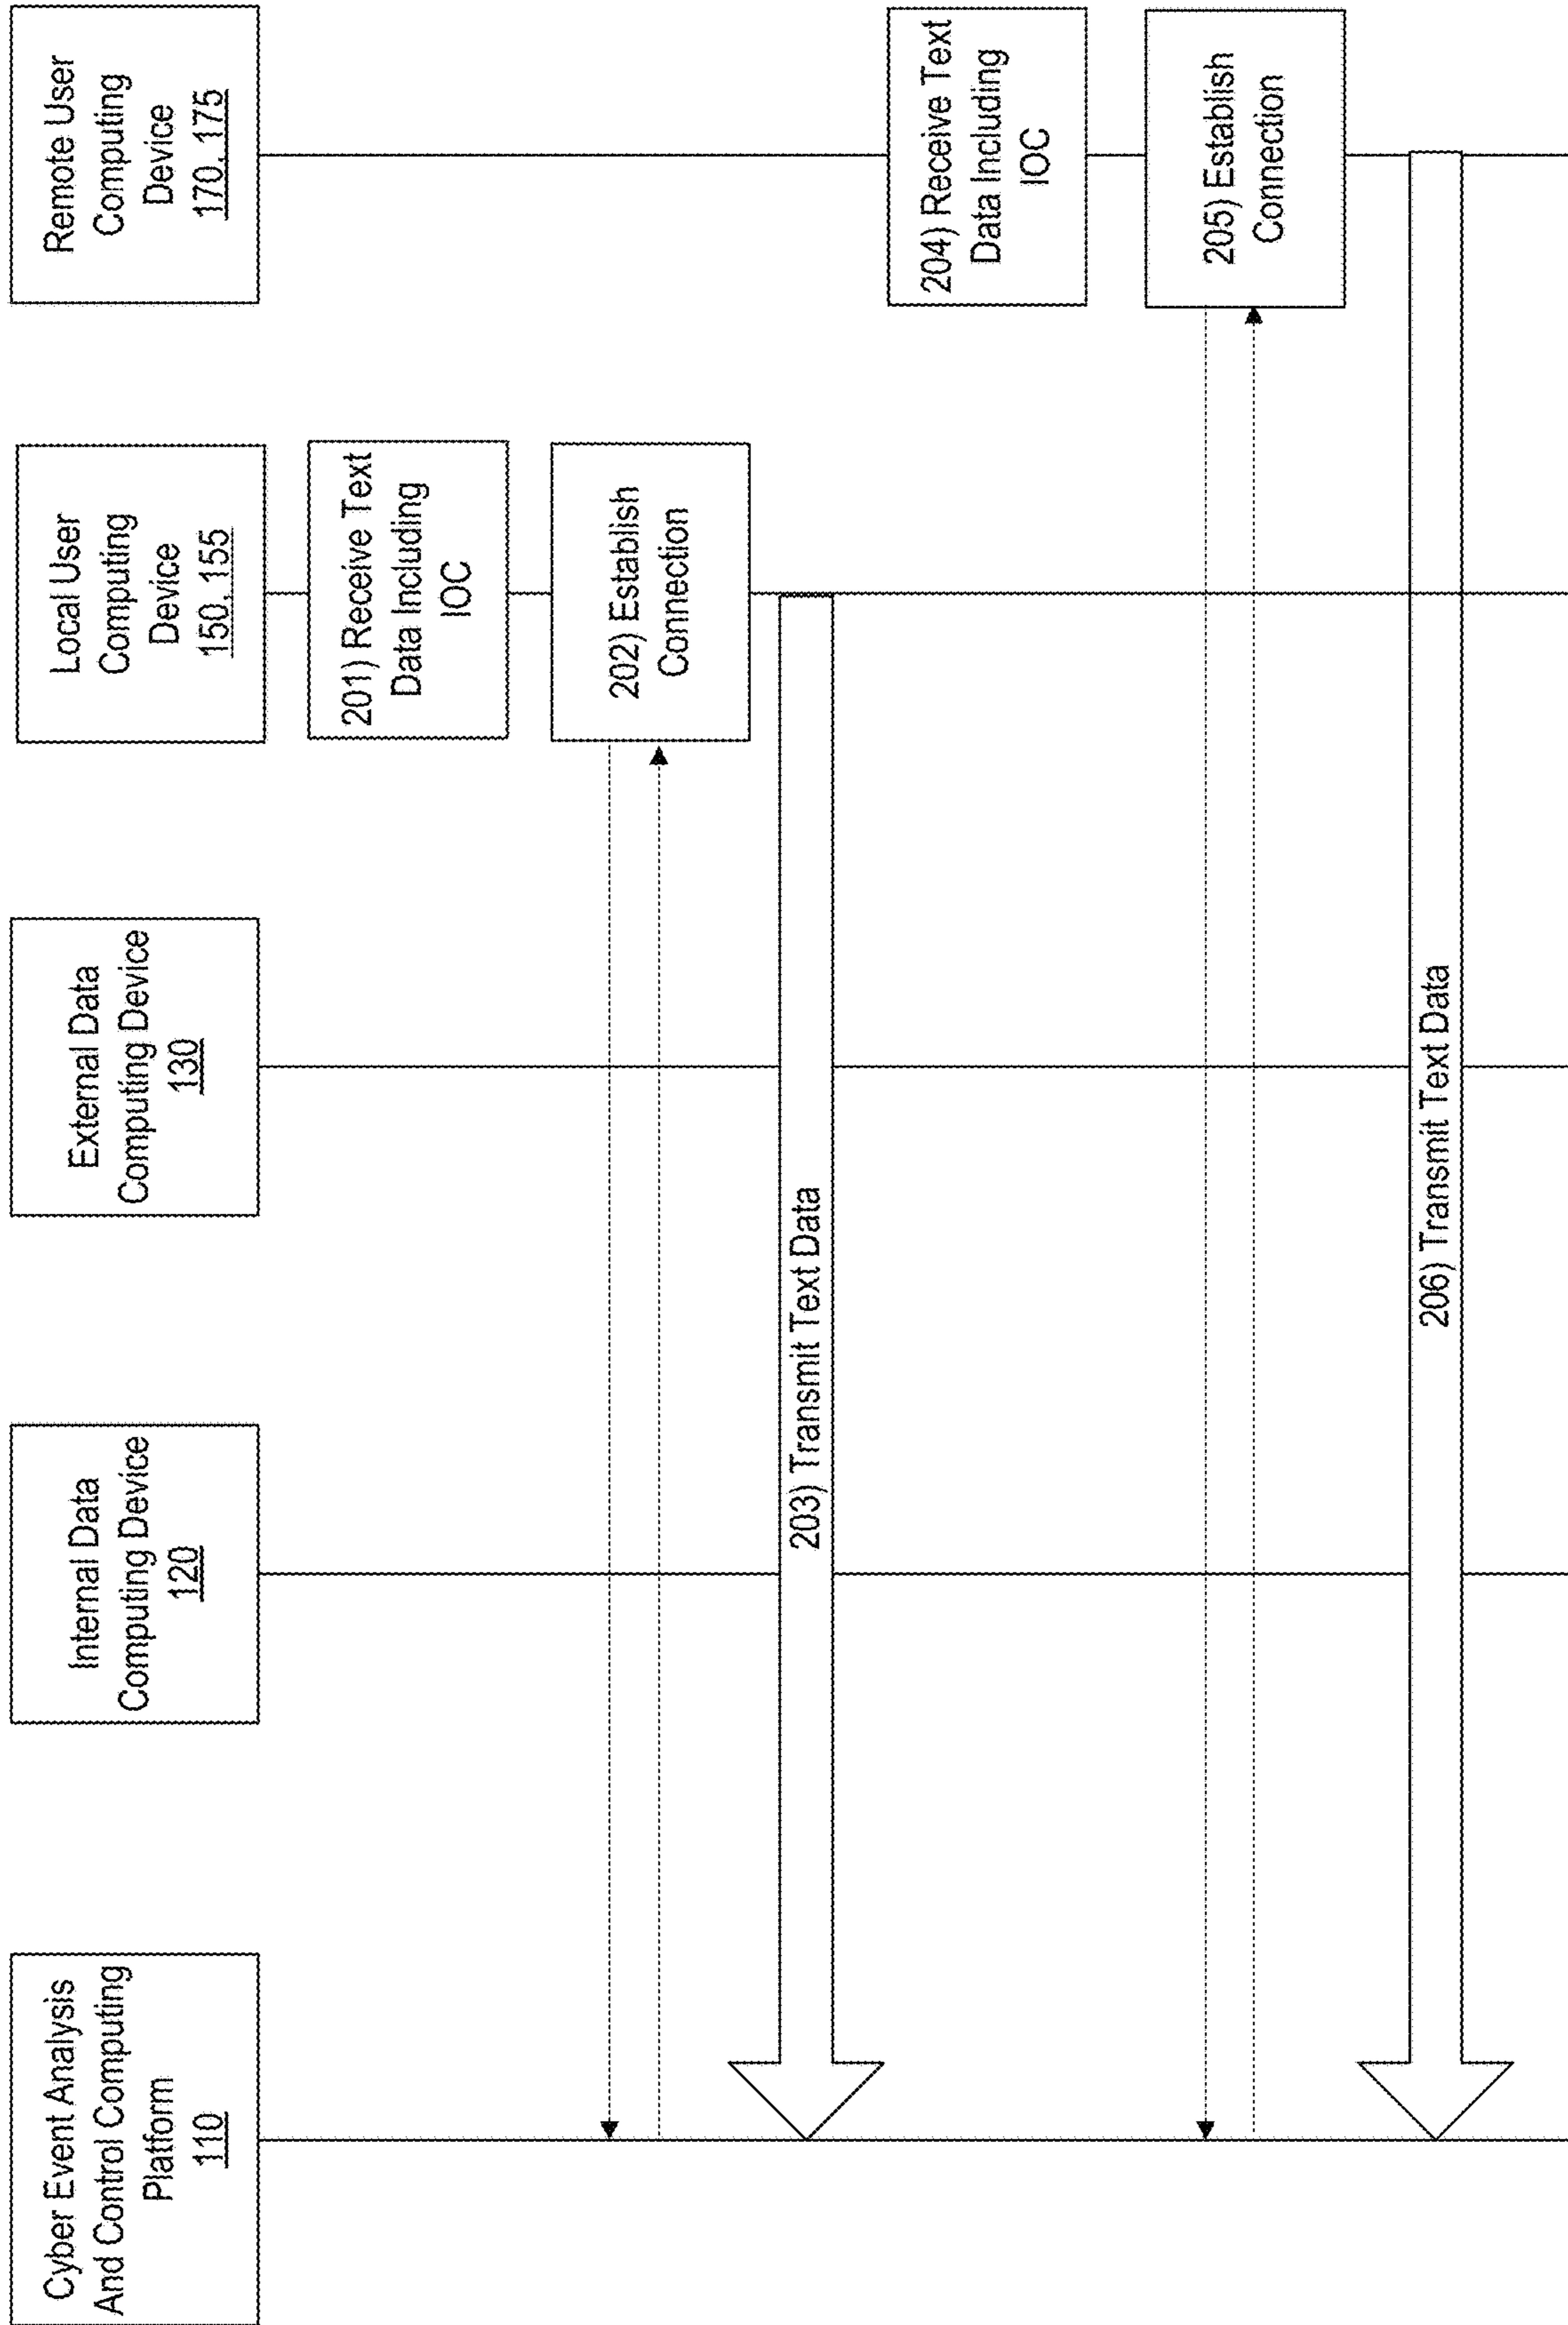 Cyber Event Analysis
And Control Computing
Platform
110
Internal Data
Computing Device
120
External Data
Computing Device
130
Local User
Computing
Device
150, 155
Remote User
Computing
Device
170, 175
201) Receive Text
Data Including
IOC
202) Establish
Connection
203) Transmit Text Data
204) Receive Text
Data Including
IOC
205) Establish
Connection
206) Transmit Text Data